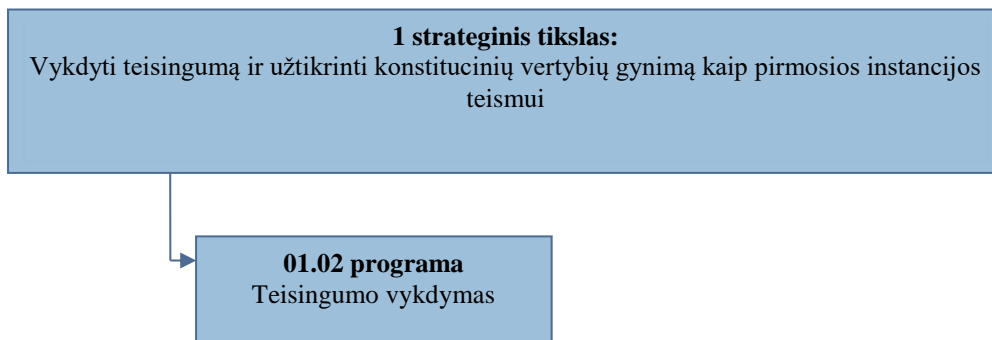 1 strateginis tikslas:
Vykdyti teisingumą ir užtikrinti konstitucinių vertybių gynimą kaip pirmosios instancijos
teismui
01.02 programa
Teisingumo vykdymas